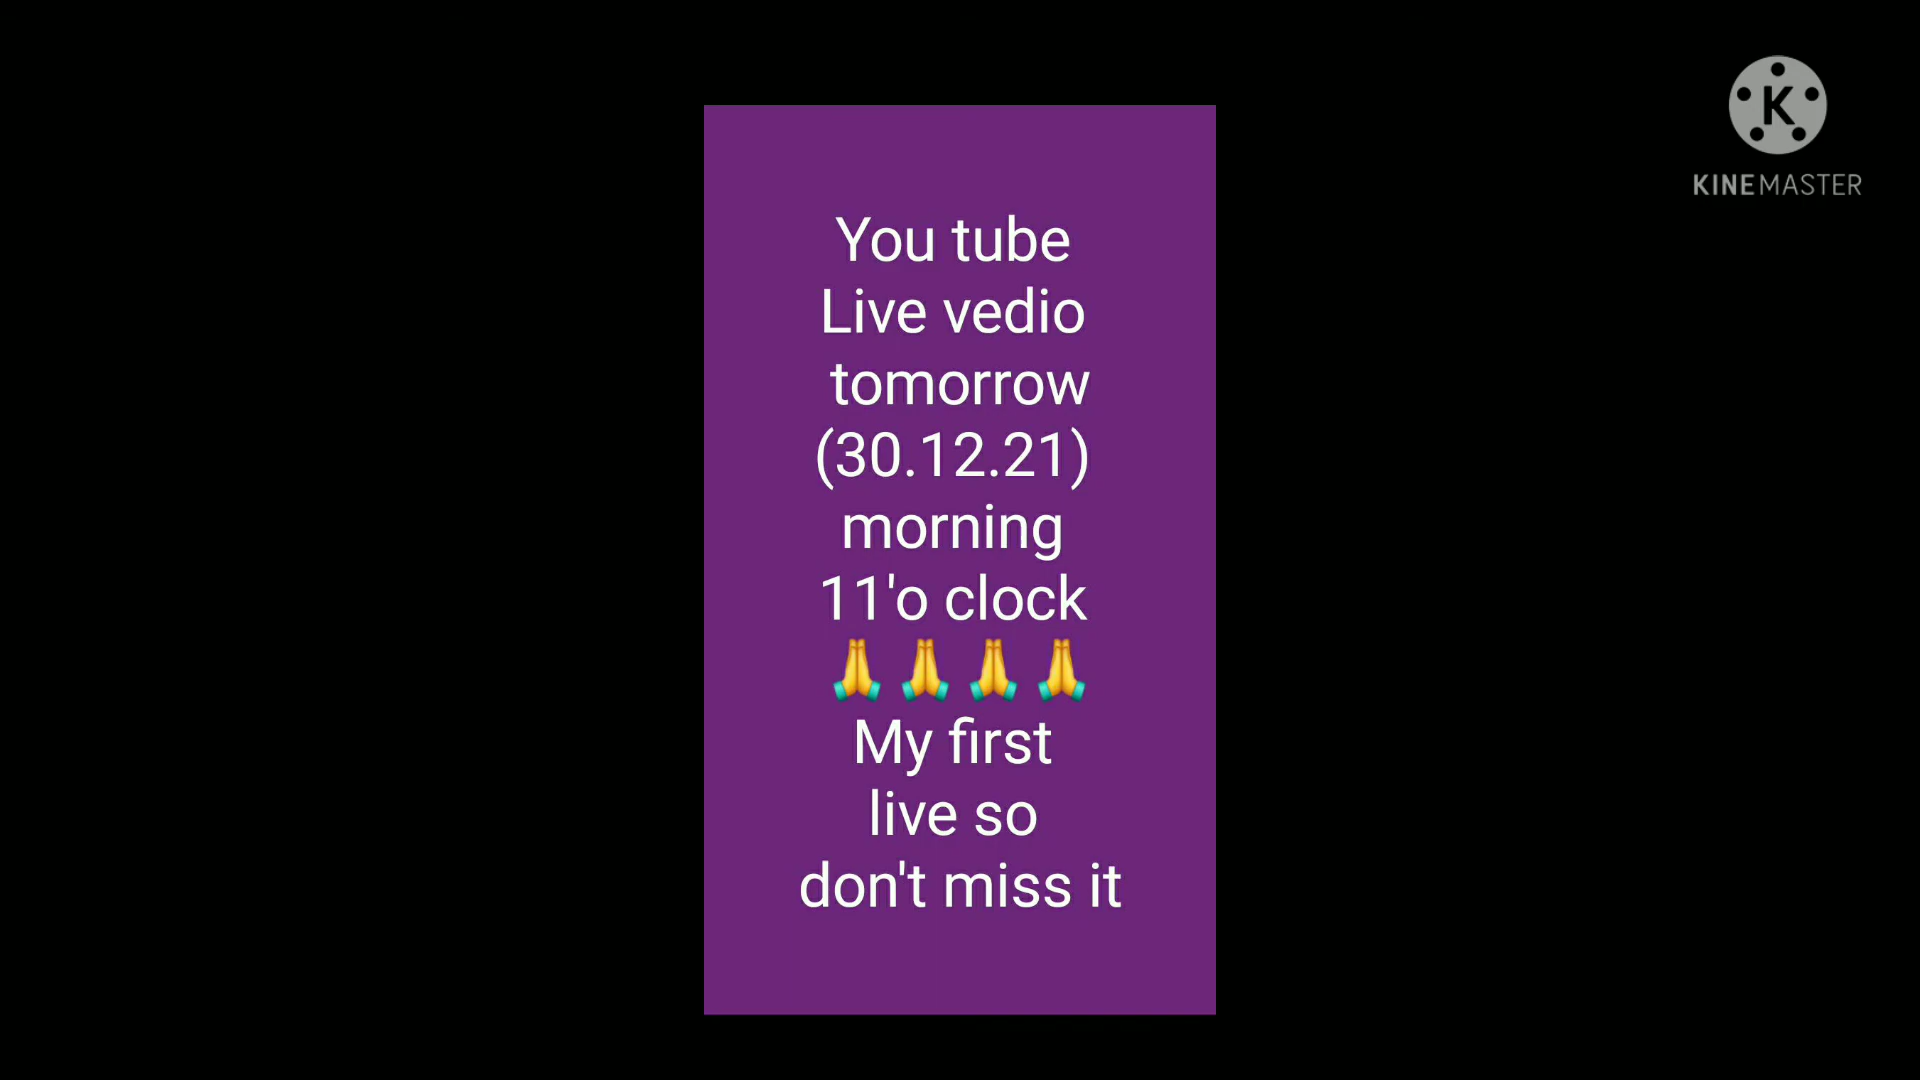 KINEMASTER
You tube
Live vedio
tomorrow
(30.12.21)
morning
11'o clock
🙏🙏🙏🙏
My first
live so
don't miss it